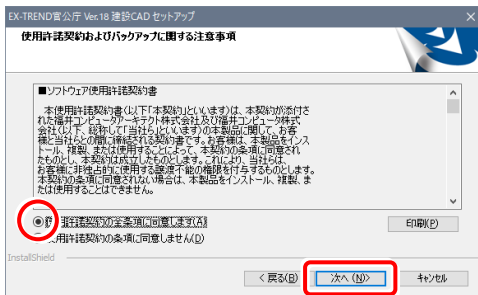 EX-TREND官公庁 Ver.18 建設CAD セットアップ
使用許諾契約およびバックアップに関する注意事項
■ソフトウェア使用許諾契約書
本使用許諾契約書(以下「本契約」といいます)は、本契約が添付さ
れた福井コンピュータアーキテクト株式会社及び福井コンピュータ株式
会社(以下、総称して「当社ら」といいます)の本製品に関して、お客
様と当社らとの間に締結される契約書です。お客様は、本製品をインス
トール、複製、または使用することによって、本契約の条項に同意され
たものとし、本契約は成立したものとします。これにより、当社らは、
お客様に非独占的に使用する譲渡不能の権限を付与するものとします。
本契約の条項に同意されない場合は、本製品をインストール、複製、ま
たは使用することはできません。
許諾契約の全条項に同意します(A)
使用許諾契約の条項に同意しません(D)
印刷(P)
InstallShield
< 戻る(B)
次へ (N)>
キャンセル